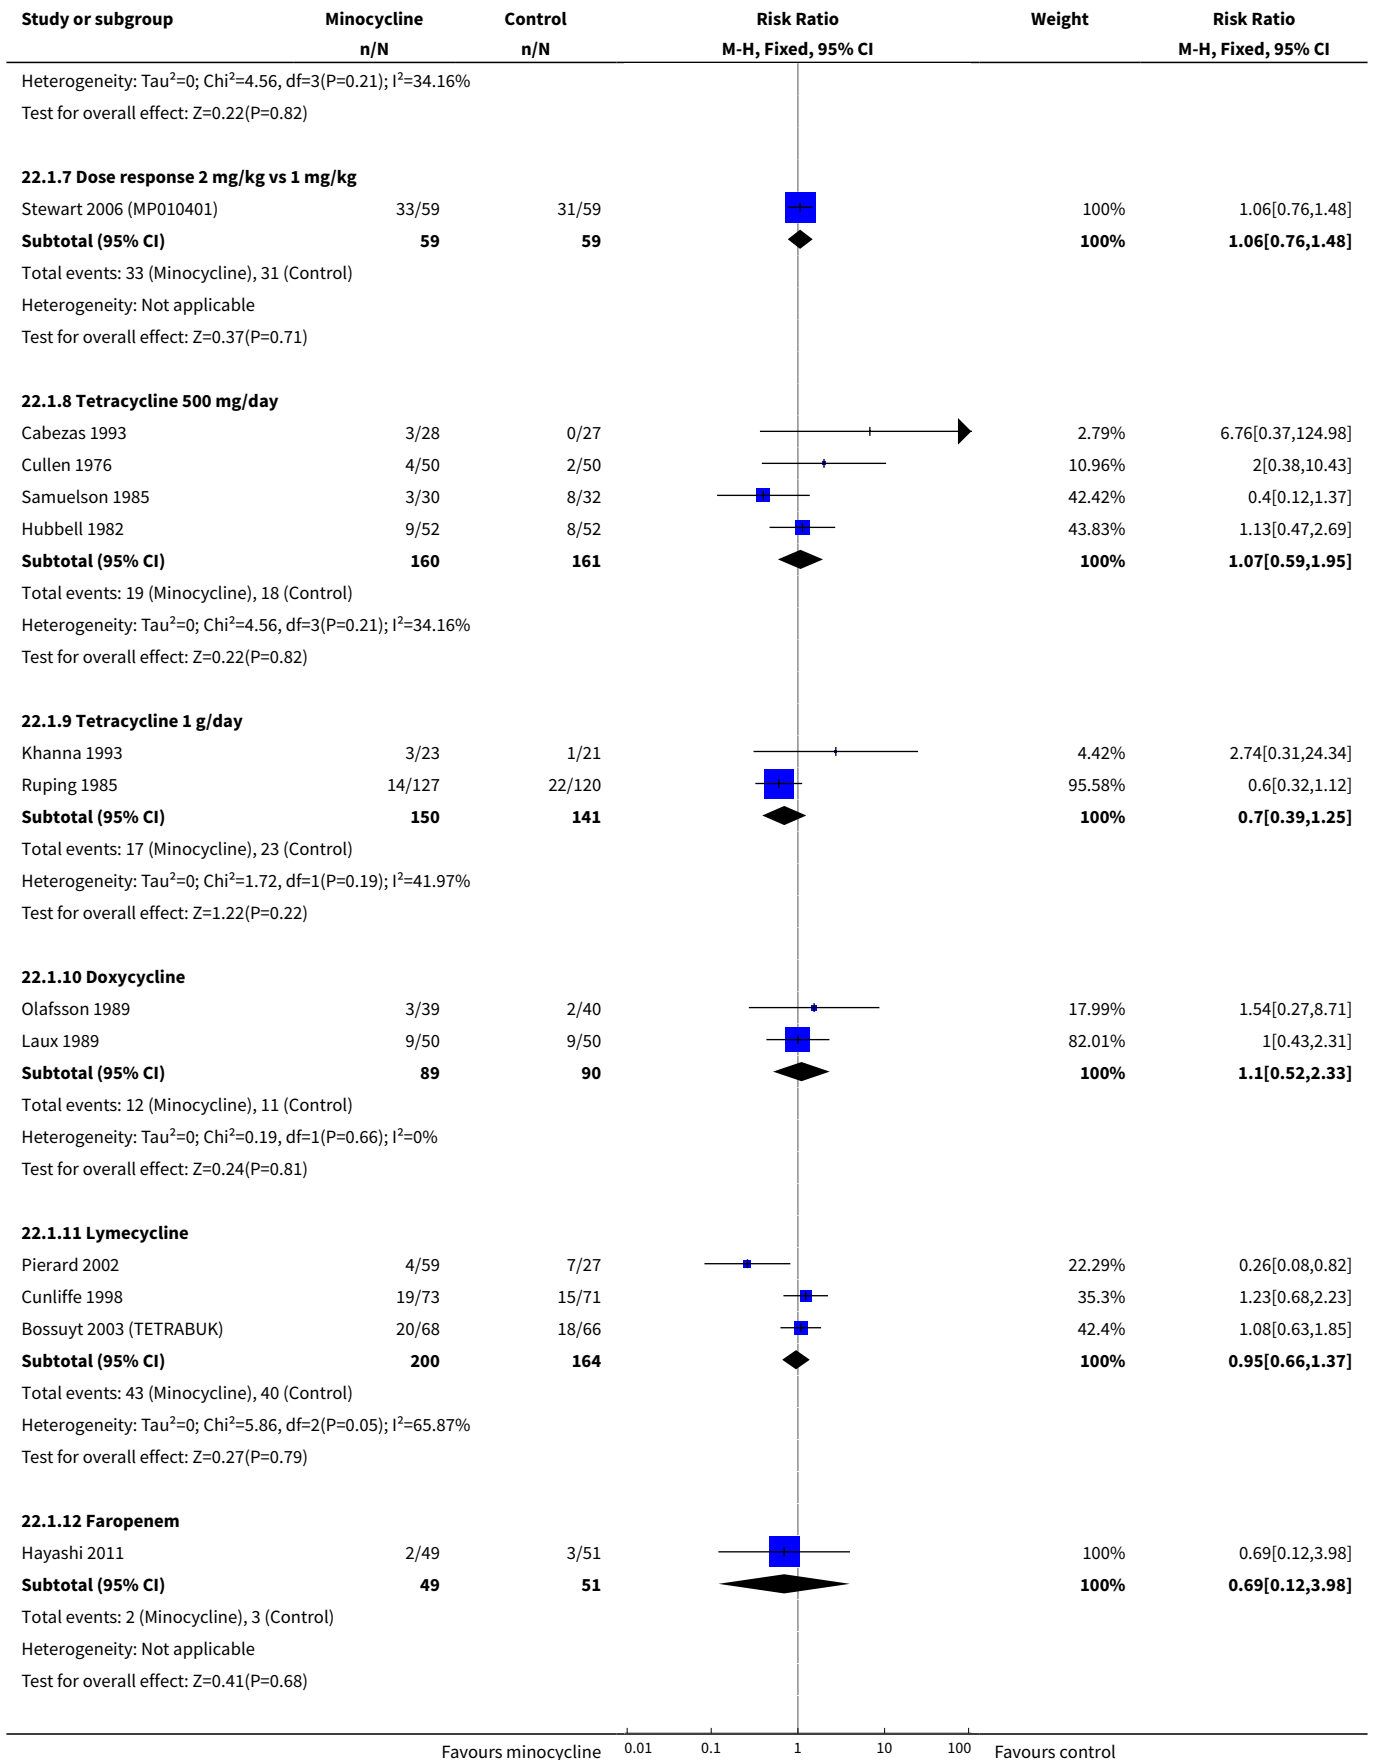 Study or subgroup Minocycline Control Risk Ratio Weight Risk Ratio
n/N n/N M-H, Fixed, 95% CI M-H, Fixed, 95% CI
Heterogeneity: Tau²=0; Chi²=4.56, df=3(P=0.21); I²=34.16%
Test for overall effect: Z=0.22(P=0.82)
22.1.7 Dose response 2 mg/kg vs 1 mg/kg
Stewart 2006 (MP010401) 33/59 31/59 100% 1.06[0.76,1.48]
Subtotal (95% CI) 59 59 100% 1.06[0.76,1.48]
Total events: 33 (Minocycline), 31 (Control)
Heterogeneity: Not applicable
Test for overall effect: Z=0.37(P=0.71)
22.1.8 Tetracycline 500 mg/day
Cabezas 1993 3/28 0/27 2.79% 6.76[0.37,124.98]
Cullen 1976 4/50 2/50 10.96% 2[0.38,10.43]
Samuelson 1985 3/30 8/32 42.42% 0.4[0.12,1.37]
Hubbell 1982 9/52 8/52 43.83% 1.13[0.47,2.69]
Subtotal (95% CI) 160 161 100% 1.07[0.59,1.95]
Total events: 19 (Minocycline), 18 (Control)
Heterogeneity: Tau²=0; Chi²=4.56, df=3(P=0.21); I²=34.16%
Test for overall effect: Z=0.22(P=0.82)
22.1.9 Tetracycline 1 g/day
Khanna 1993 3/23 1/21 4.42% 2.74[0.31,24.34]
Ruping 1985 14/127 22/120 95.58% 0.6[0.32,1.12]
Subtotal (95% CI) 150 141 100% 0.7[0.39,1.25]
Total events: 17 (Minocycline), 23 (Control)
Heterogeneity: Tau²=0; Chi²=1.72, df=1(P=0.19); I²=41.97%
Test for overall effect: Z=1.22(P=0.22)
22.1.10 Doxycycline
Olafsson 1989 3/39 2/40 17.99% 1.54[0.27,8.71]
Laux 1989 9/50 9/50 82.01% 1[0.43,2.31]
Subtotal (95% CI) 89 90 100% 1.1[0.52,2.33]
Total events: 12 (Minocycline), 11 (Control)
Heterogeneity: Tau²=0; Chi²=0.19, df=1(P=0.66); I²=0%
Test for overall effect: Z=0.24(P=0.81)
22.1.11 Lymecycline
Pierard 2002 4/59 7/27 22.29% 0.26[0.08,0.82]
Cunliffe 1998 19/73 15/71 35.3% 1.23[0.68,2.23]
Bossuyt 2003 (TETRABUK) 20/68 18/66 42.4% 1.08[0.63,1.85]
Subtotal (95% CI) 200 164 100% 0.95[0.66,1.37]
Total events: 43 (Minocycline), 40 (Control)
Heterogeneity: Tau²=0; Chi²=5.86, df=2(P=0.05); I²=65.87%
Test for overall effect: Z=0.27(P=0.79)
22.1.12 Faropenem
Hayashi 2011 2/49 3/51 100% 0.69[0.12,3.98]
Subtotal (95% CI) 49 51 100% 0.69[0.12,3.98]
Total events: 2 (Minocycline), 3 (Control)
Heterogeneity: Not applicable
Test for overall effect: Z=0.41(P=0.68)
Favours minocycline 0.01 0.1 1 10 100 Favours control